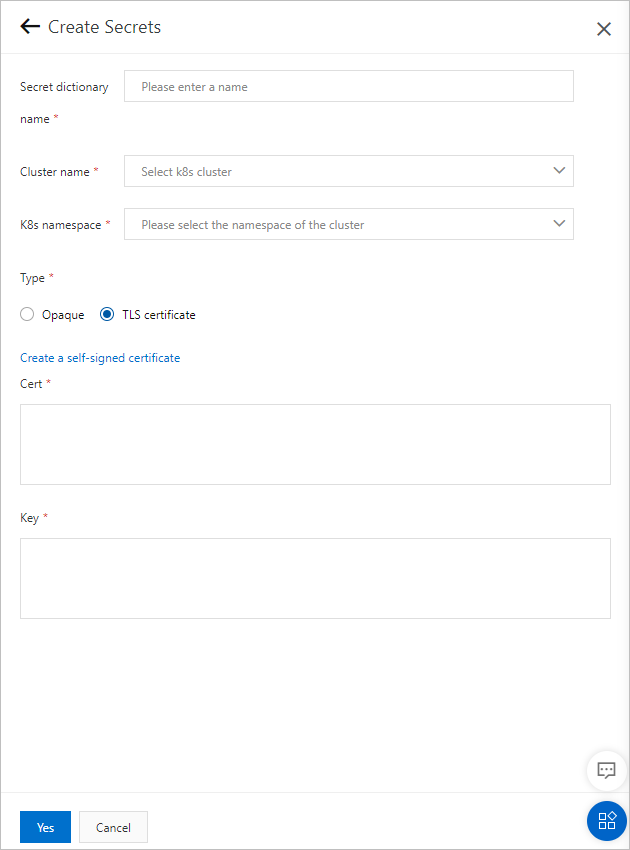 Create Secrets
Secret dictionary
name *
Please enter a name
Cluster name *
Select k8s cluster
K8s namespace *
Please select the namespace of the cluster
Type *
Opaque
TLS certificate
Create a self-signed certificate
Cert *
Key *
Yes
Cancel